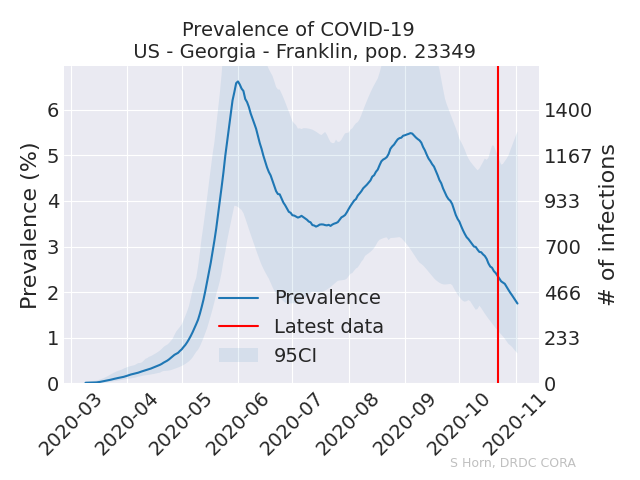 Prevalence of COVID-19
US - Georgia - Franklin, pop. 23349
Prevalence (%)
6
5
4
3
2
1
0
1400
1167
933
700
466
233
0
# of infections
Prevalence
Latest data
95CI
2020-03
2020-04
2020-05
2020-06
2020-07
2020-08
2020-09
2020-10
2020-11
S Horn, DRDC CORA